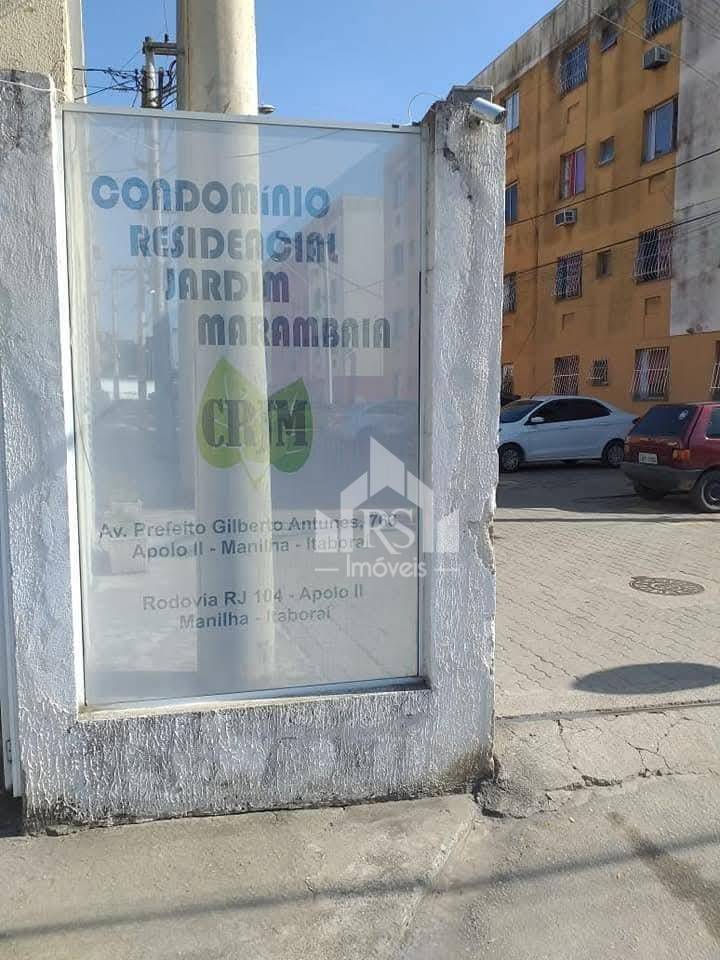 CONDOMÍNIO
RESIDENCIAL
JARDIM
MARAMBAIA
CRJM
Av. Prefeito Gilberto Antunes, 760
Apolo II - Manilha - Itaboraí
RS
Imóveis
Rodovia RJ 104 - Apolo II
Manilha - Itaboraí